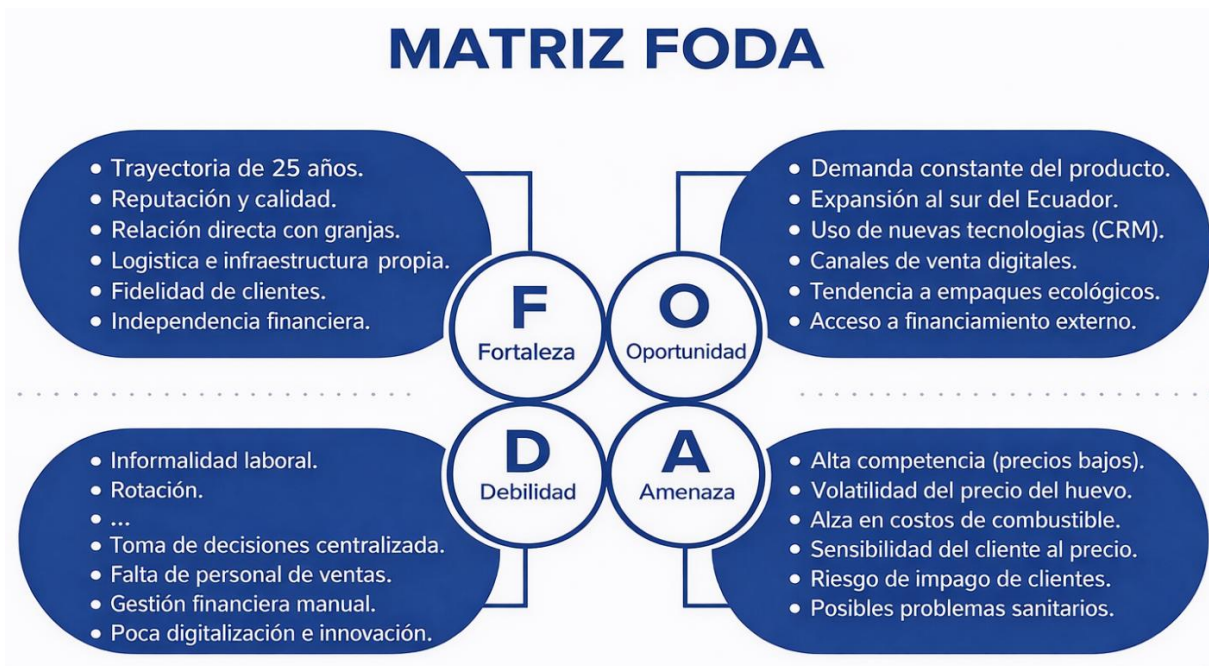 MATRIZ FODA
• Trayectoria de 25 años.
• Reputación y calidad.
• Relación directa con granjas.
• Logistica e infraestructura propia.
• Fidelidad de clientes.
• Independencia financiera.
F
Fortaleza
O
Oportunidad
• Demanda constante del producto.
• Expansión al sur del Ecuador.
• Uso de nuevas tecnologias (CRM).
• Canales de venta digitales.
• Tendencia a empaques ecológicos.
• Acceso a financiamiento externo.
• Informalidad laboral.
• Rotación.
• ...
• Toma de decisiones centralizada.
• Falta de personal de ventas.
• Gestión financiera manual.
• Poca digitalización e innovación.
D
Debilidad
A
Amenaza
• Alta competencia (precios bajos).
• Volatilidad del precio del huevo.
• Alza en costos de combustible.
• Sensibilidad del cliente al precio.
• Riesgo de impago de clientes.
• Posibles problemas sanitarios.